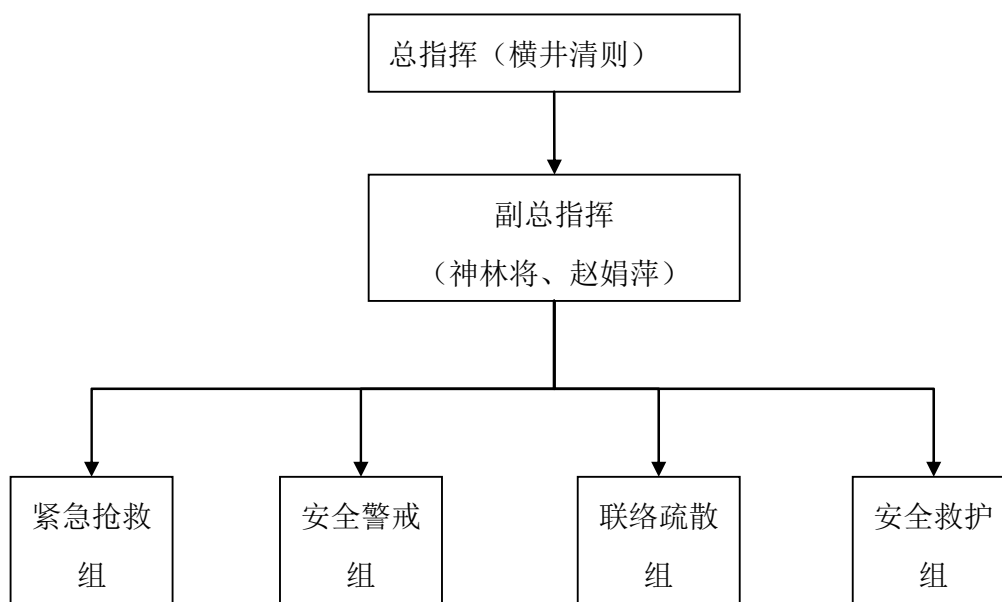 总指挥（横井清则）
副总指挥
（神林将、赵娟萍）
紧急抢救
组
安全警戒
组
联络疏散
组
安全救护
组